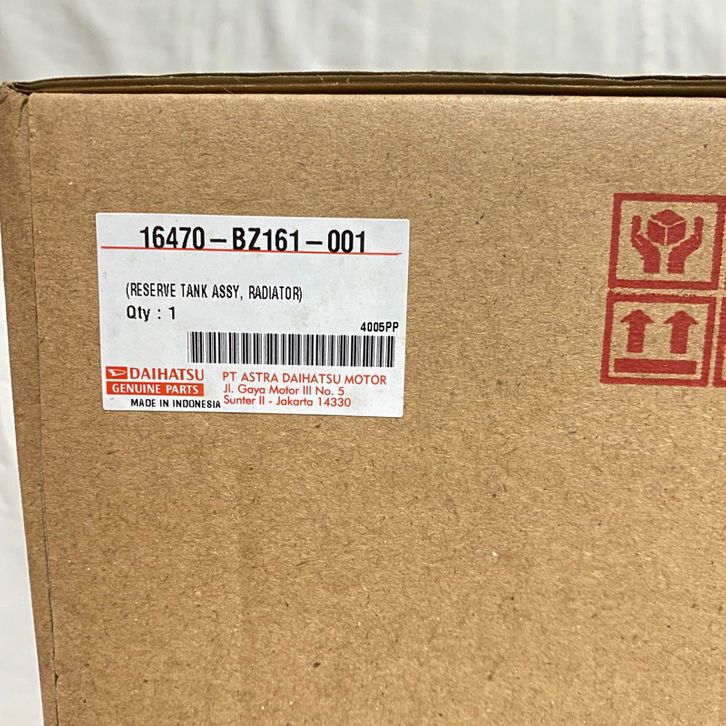 16470-BZ161-001
(RESERVE TANK ASSY, RADIATOR)
Qty : 1
4005PP
DAIHATSU
GENUINE PARTS
MADE IN INDONESIA
PT ASTRA DAIHATSU MOTOR
Jl. Gaya Motor III No. 5
Sunter II - Jakarta 14330